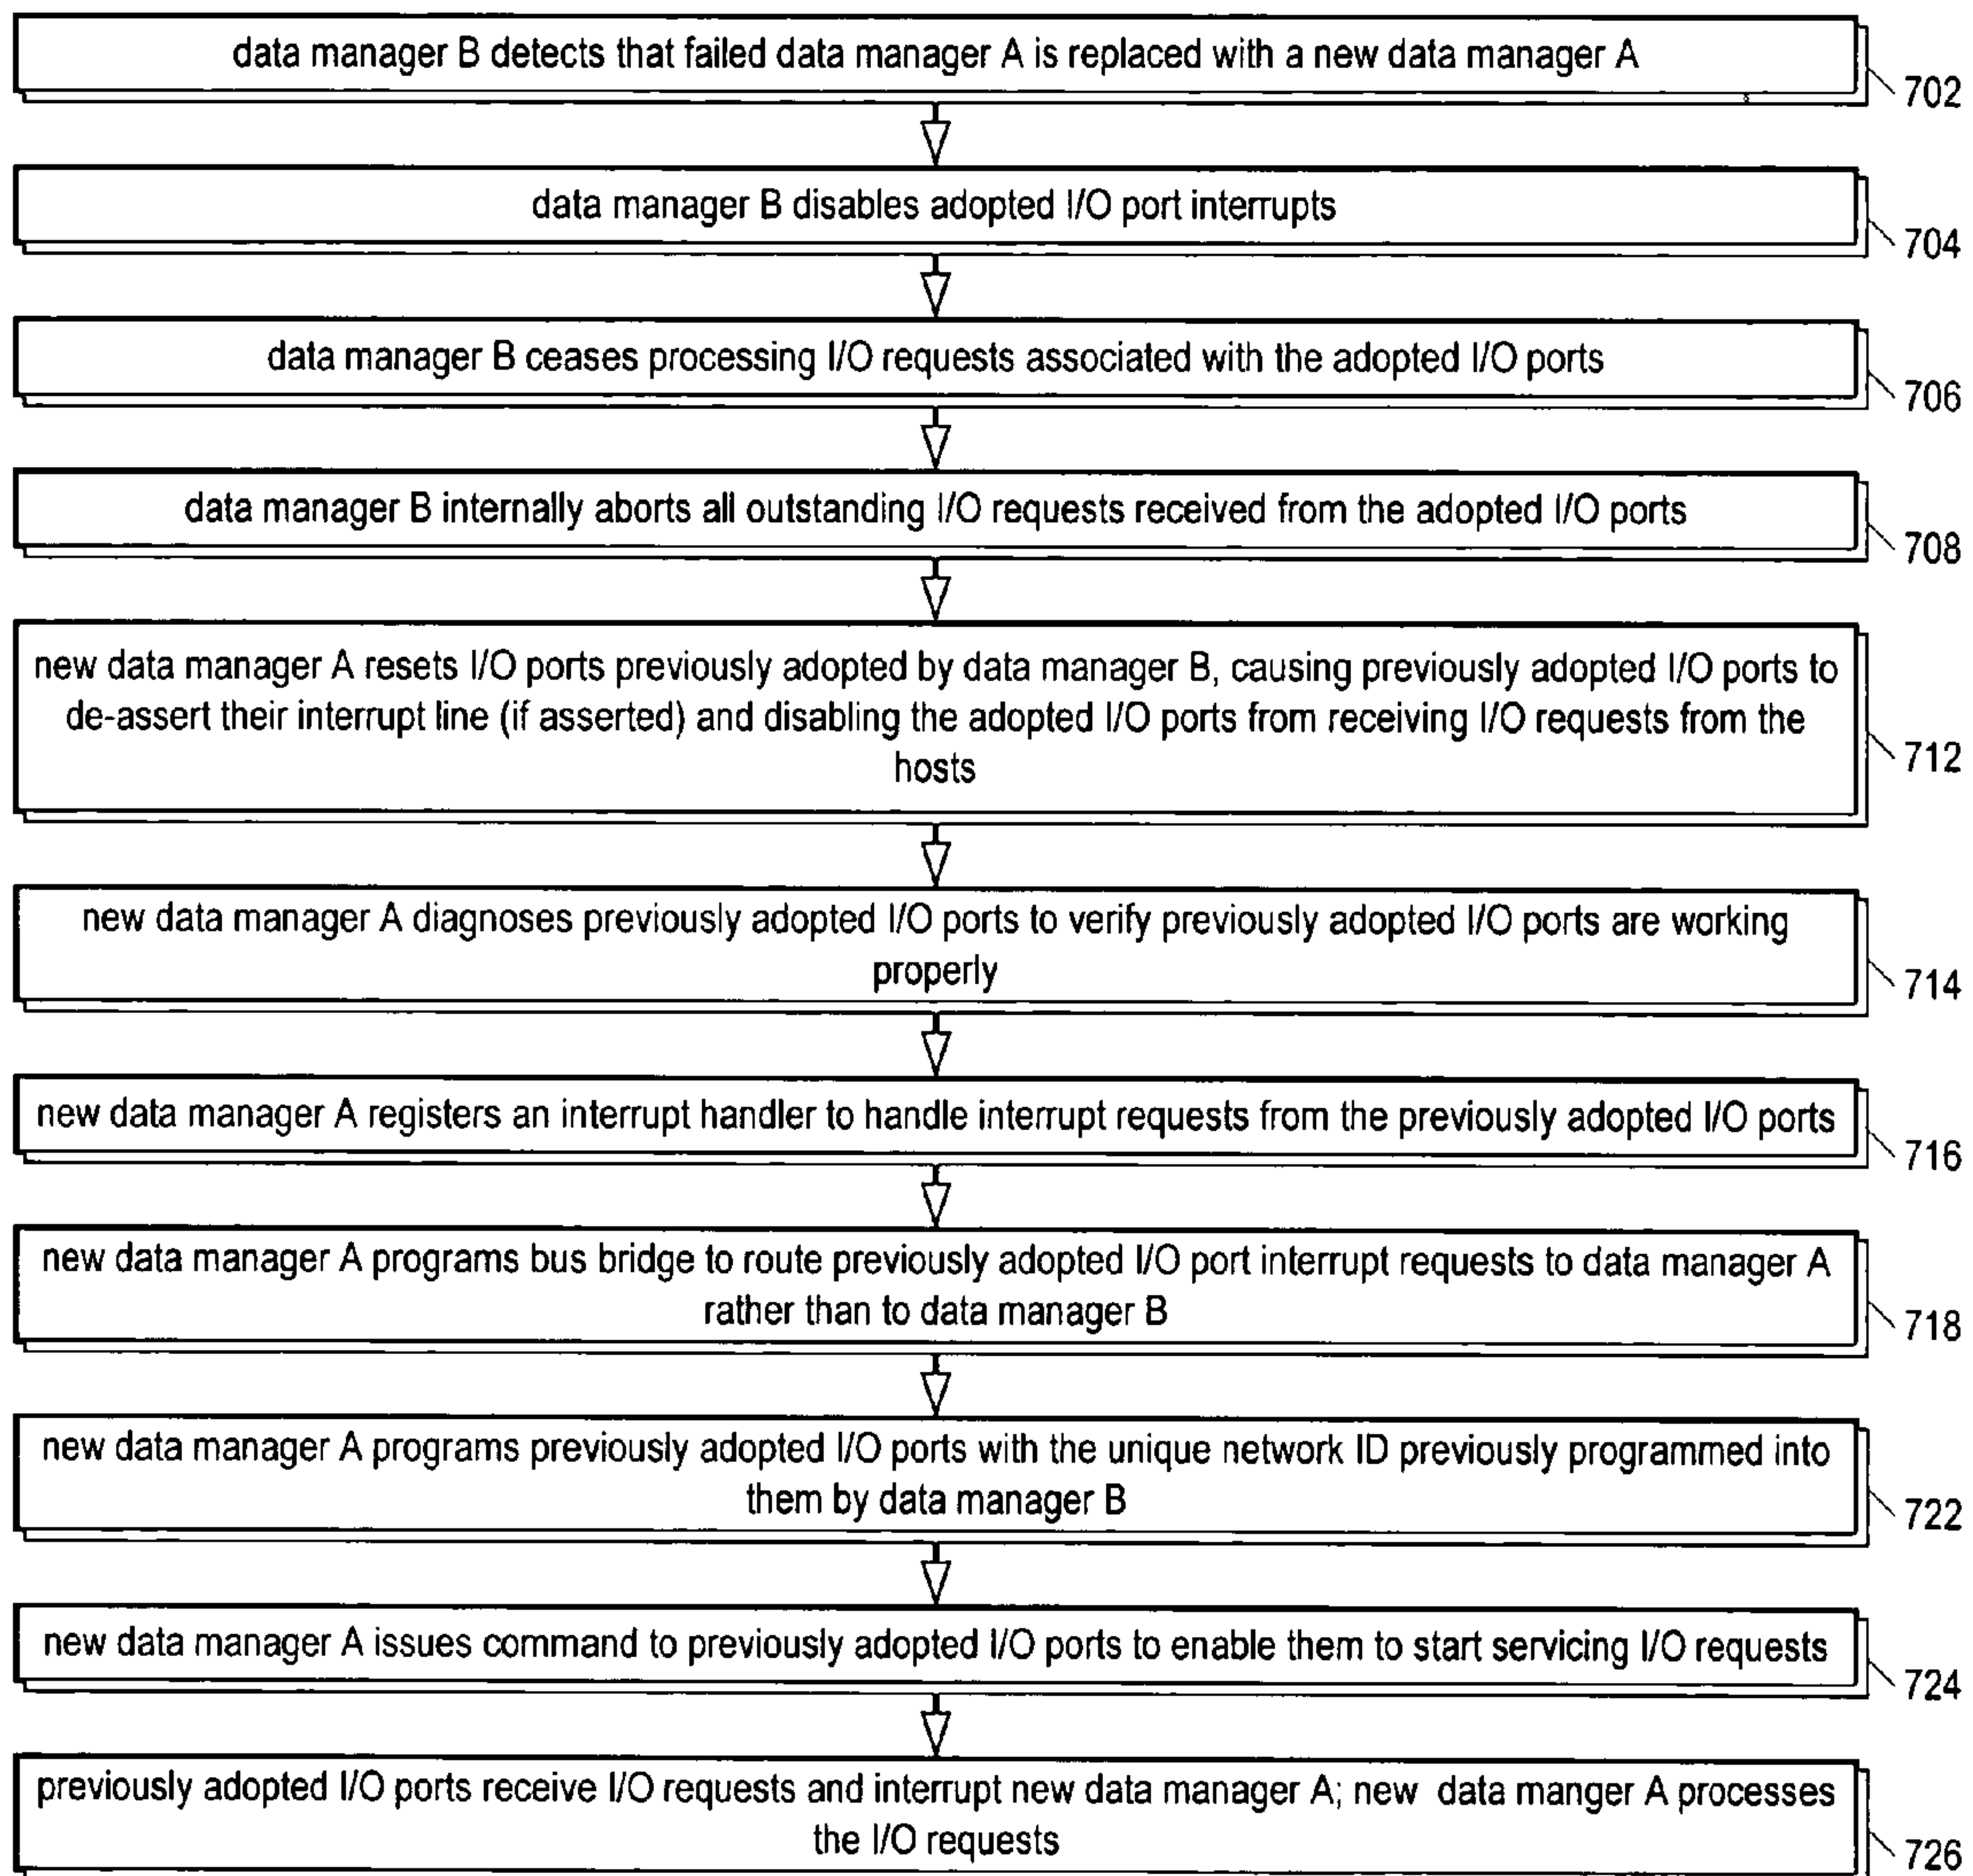 data manager B detects that failed data manager A is replaced with a new data manager A
702
data manager B disables adopted I/O port interrupts
704
data manager B ceases processing I/O requests associated with the adopted I/O ports
706
data manager B internally aborts all outstanding I/O requests received from the adopted I/O ports
708
new data manager A resets I/O ports previously adopted by data manager B, causing previously adopted I/O ports to
de-assert their interrupt line (if asserted) and disabling the adopted I/O ports from receiving I/O requests from the
hosts
712
new data manager A diagnoses previously adopted I/O ports to verify previously adopted I/O ports are working
properly
714
new data manager A registers an interrupt handler to handle interrupt requests from the previously adopted I/O ports
716
new data manager A programs bus bridge to route previously adopted I/O port interrupt requests to data manager A
rather than to data manager B
718
new data manager A programs previously adopted I/O ports with the unique network ID previously programmed into
them by data manager B
722
new data manager A issues command to previously adopted I/O ports to enable them to start servicing I/O requests
724
previously adopted I/O ports receive I/O requests and interrupt new data manager A; new data manger A processes
the I/O requests
726